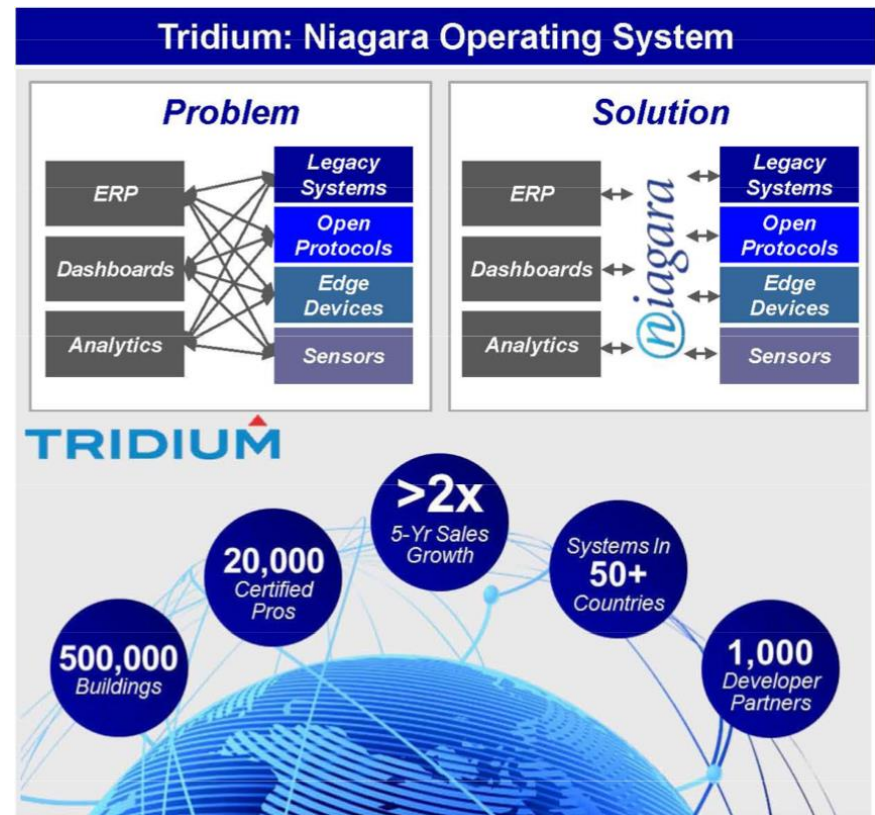 Tridium: Niagara Operating System
Problem
ERP
Dashboards
Analytics
Legacy
Systems
Open
Protocols
Edge
Devices
Sensors
Solution
ERP
Dashboards
Analytics
niagara
Legacy
Systems
Open
Protocols
Edge
Devices
Sensors
TRIDIUM
500,000
Buildings
20,000
Certified
Pros
>2x
5-Yr Sales
Growth
Systems In
50+
Countries
1,000
Developer
Partners